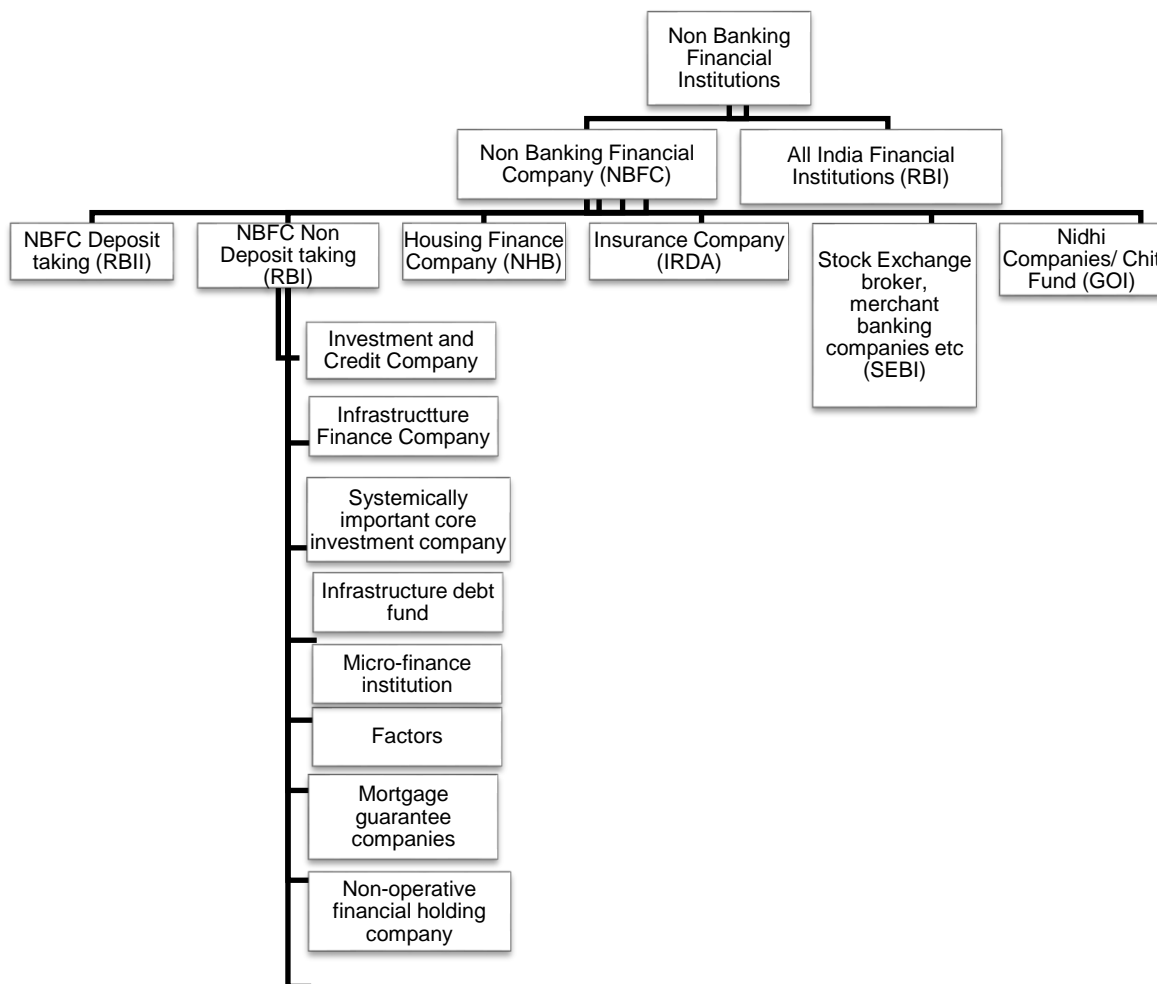 Non Banking
Financial
Institutions
Non Banking Financial
Company (NBFC)
All India Financial
Institutions (RBI)
NBFC Deposit
taking (RBII)
NBFC Non
Deposit taking
(RBI)
Housing Finance
Company (NHB)
Insurance Company
(IRDA)
Stock Exchange
broker,
merchant
banking
companies etc
(SEBI)
Nidhi
Companies/ Chit
Fund (GOI)
Investment and
Credit Company
Infrastructture
Finance Company
Systemically
important core
investment company
Infrastructure debt
fund
Micro-finance
institution
Factors
Mortgage
guarantee
companies
Non-operative
financial holding
company